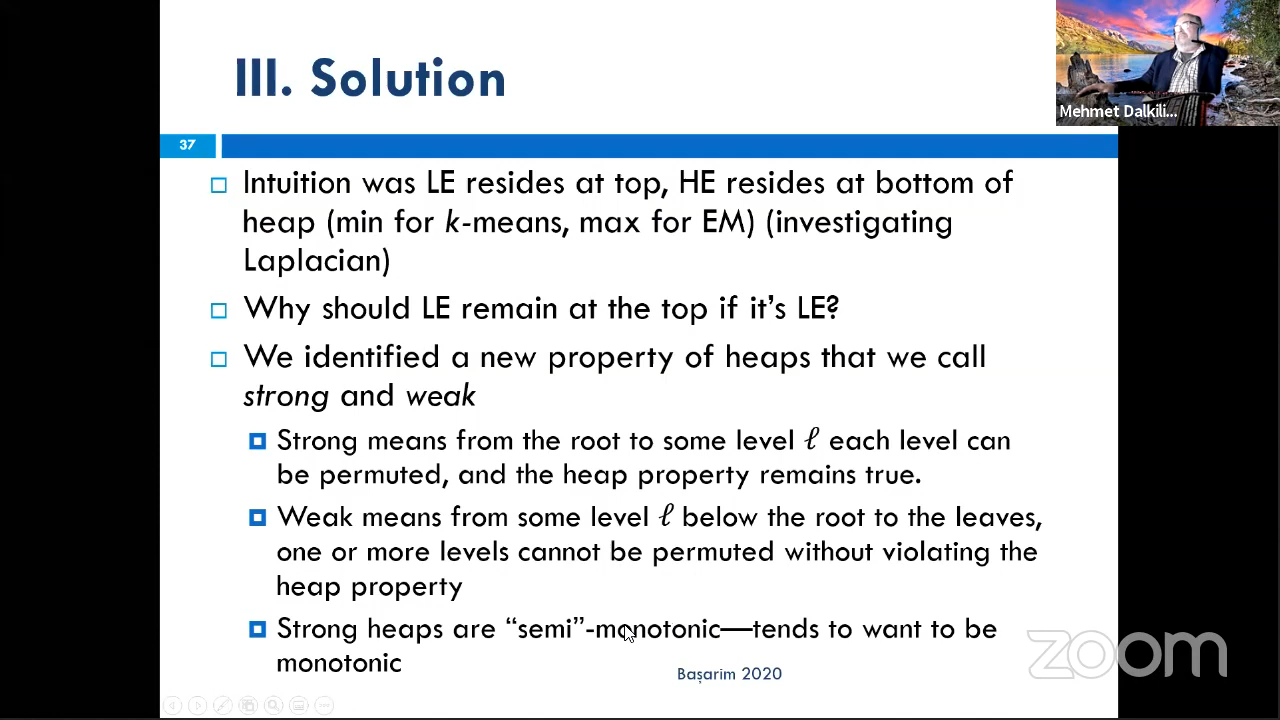 III. Solution
Mehmet Dalkili...
37
Intuition was LE resides at top, HE resides at bottom of
heap (min for k-means, max for EM) (investigating
Laplacian)
Why should LE remain at the top if it's LE?
We identified a new property of heaps that we call
strong and weak
Strong means from the root to some level ℓ each level can
be permuted, and the heap property remains true.
Weak means from some level ℓ below the root to the leaves,
one or more levels cannot be permuted without violating the
heap property
Strong heaps are “semi”-monotonic—tends to want to be
monotonic
Başarim 2020
zoom